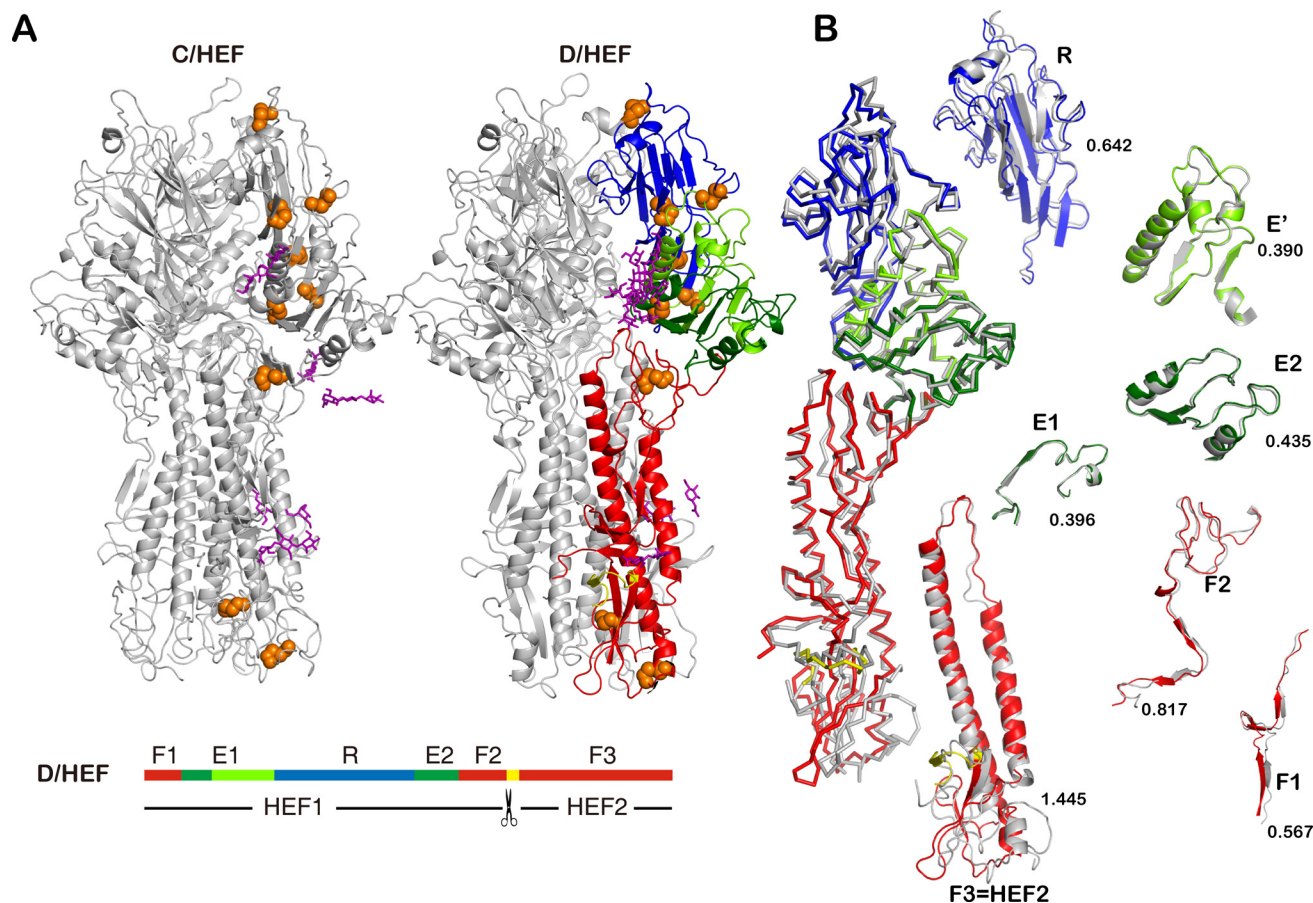 A
C/HEF
D/HEF
D/HEF
F1
E1
R
E2
F2
F3
HEF1
HEF2
B
R
0.642
E'
0.390
E2
0.435
E1
0.396
F2
0.817
F1
0.567
1.445
F3=HEF2